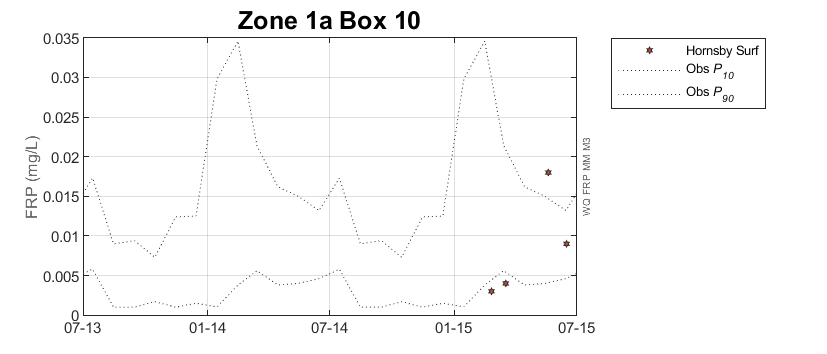 Zone 1a Box 10
0.035
0.03
0.025
0.02
0.015
0.01
0.005
0
FRP (mg/L)
07-13
01-14
07-14
01-15
07-15
WQ FRP MM M3
Hornsby Surf
Obs P10
Obs P90